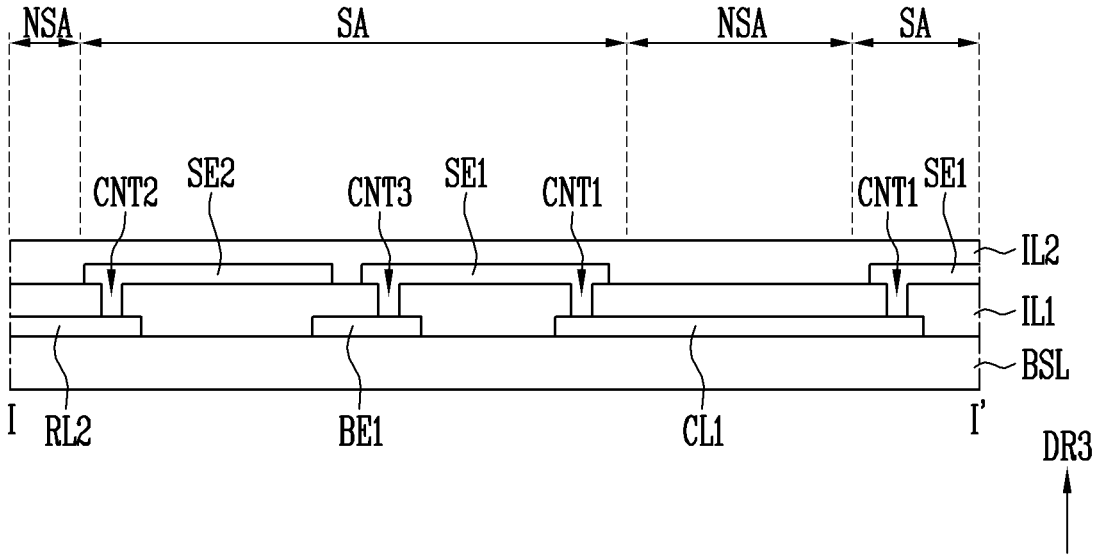 NSA SA NSA SA
CNT2 SE2 CNT3 SE1 CNT1 CNT1 SE1
IL2
IL1
BSL
I RL2 BE1 CL1 I'
DR3